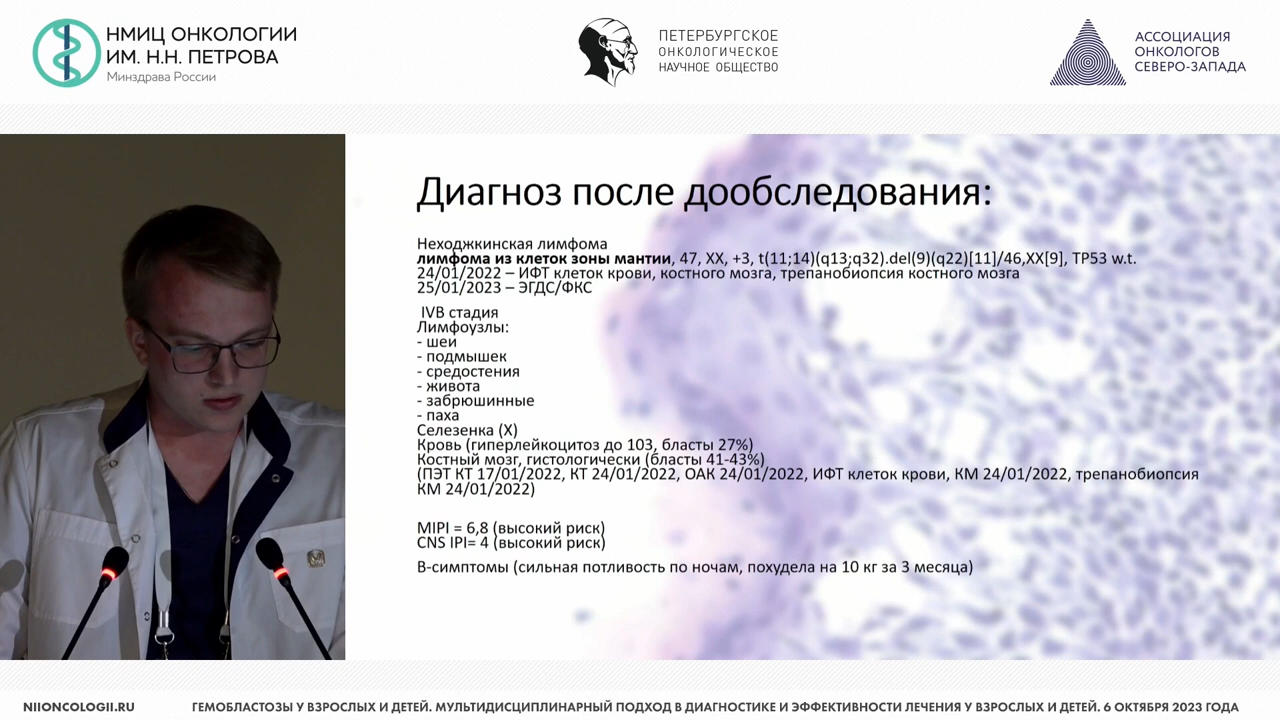 НМИЦ ОНКОЛОГИИ
ИМ. Н.Н. ПЕТРОВА
Минздрава России
ПЕТЕРБУРГСКОЕ
ОНКОЛОГИЧЕСКОЕ
НАУЧНОЕ ОБЩЕСТВО
АССОЦИАЦИЯ
ОНКОЛОГОВ
СЕВЕРО-ЗАПАДА
Диагноз после дообследования:
Неходжкинская лимфома
лимфома из клеток зоны мантии, 47, XX, +3, t(11;14)(q13;q32).del(9)(q22)[11]/46,XX[9], TP53 w.t.
24/01/2022 – ИФТ клеток крови, костного мозга, трепанобиопсия костного мозга
25/01/2023 – ЭГДС/ФКС
IVB стадия
Лимфоузлы:
- шеи
- подмышек
- средостения
- живота
- забрюшинные
- паха
Селезенка (X)
Кровь (гиперлейкоцитоз до 103, бласты 27%)
Костный мозг, гистологически (бласты 41-43%)
(ПЭТ КТ 17/01/2022, КТ 24/01/2022, ОАК 24/01/2022, ИФТ клеток крови, КМ 24/01/2022, трепанобиопсия
КМ 24/01/2022)
MIPI = 6,8 (высокий риск)
CNS IPI= 4 (высокий риск)
В-симптомы (сильная потливость по ночам, похудела на 10 кг за 3 месяца)
NIIONCOLOGII.RU
ГЕМОБЛАСТОЗЫ У ВЗРОСЛЫХ И ДЕТЕЙ. МУЛЬТИДИСЦИПЛИНАРНЫЙ ПОДХОД В ДИАГНОСТИКЕ И ЭФФЕКТИВНОСТИ ЛЕЧЕНИЯ У ВЗРОСЛЫХ И ДЕТЕЙ. 6 ОКТЯБРЯ 2023 ГОДА